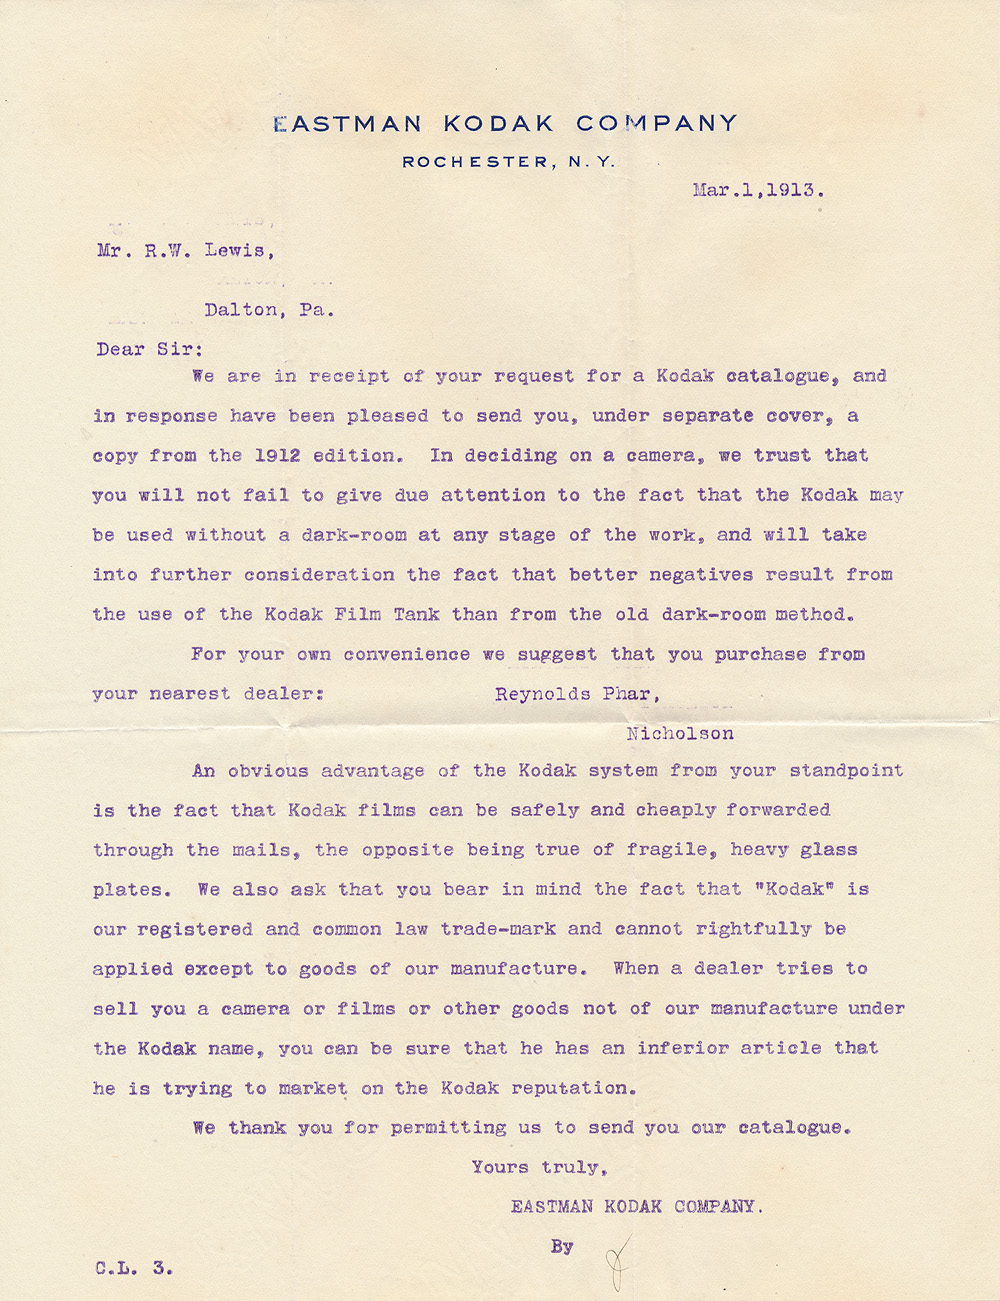 EASTMAN KODAK COMPANY
ROCHESTER, N.Y.
Mar.1,1913.
Mr. R.W. Lewis,
Dalton, Pa.
Dear Sir:
We are in receipt of your request for a Kodak catalogue, and
in response have been pleased to send you, under separate cover, a
copy from the 1912 edition. In deciding on a camera, we trust that
you will not fail to give due attention to the fact that the Kodak may
be used without a dark-room at any stage of the work, and will take
into further consideration the fact that better negatives result from
the use of the Kodak Film Tank than from the old dark-room method.
For your own convenience we suggest that you purchase from
your nearest dealer: Reynolds Phar,
Nicholson
An obvious advantage of the Kodak system from your standpoint
is the fact that Kodak films can be safely and cheaply forwarded
through the mails, the opposite being true of fragile, heavy glass
plates. We also ask that you bear in mind the fact that "Kodak" is
our registered and common law trade-mark and cannot rightfully be
applied except to goods of our manufacture. When a dealer tries to
sell you a camera or films or other goods not of our manufacture under
the Kodak name, you can be sure that he has an inferior article that
he is trying to market on the Kodak reputation.
We thank you for permitting us to send you our catalogue.
Yours truly,
EASTMAN KODAK COMPANY.
By
C.L. 3.